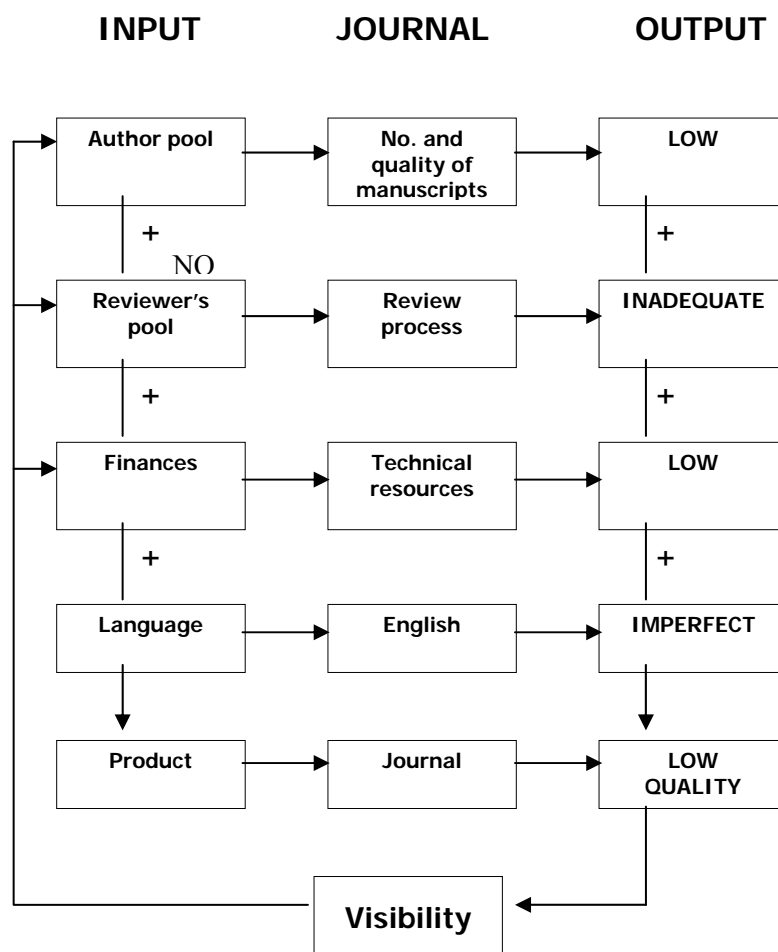 INPUT JOURNAL OUTPUT
Author pool
No. and
quality of
manuscripts
LOW
+ +
NO
Reviewer's
pool
Review
process
INADEQUATE
+ +
Finances
Technical
resources
LOW
+ +
Language
English
IMPERFECT
Product
Journal
LOW
QUALITY
Visibility